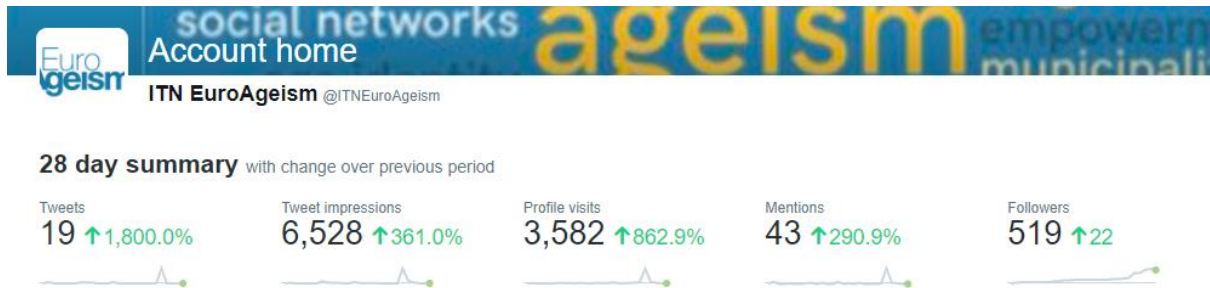 social networks
ageism
Account home
Euro
Ageism
ITN EuroAgeism @ITNEuroAgeism
28 day summary with change over previous period
Tweets
19 ↑1,800.0%
Tweet impressions
6,528 ↑361.0%
Profile visits
3,582 ↑862.9%
Mentions
43 ↑290.9%
Followers
519 ↑22